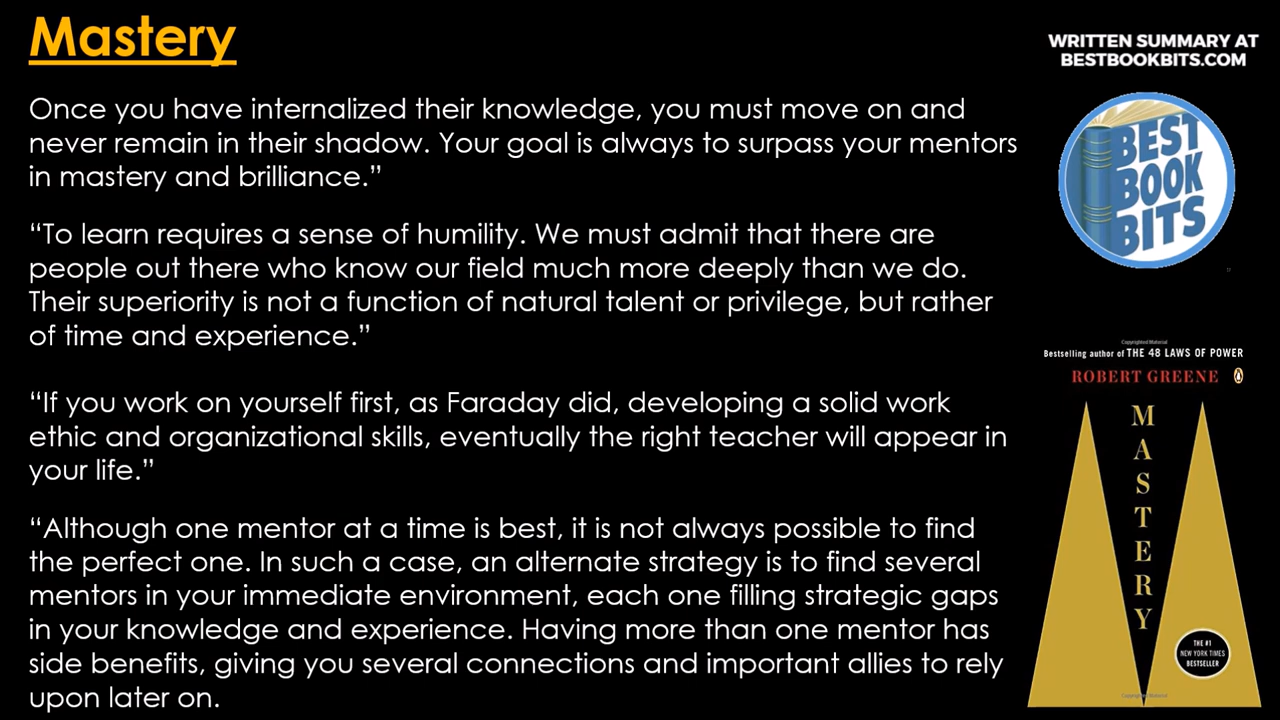 Mastery
WRITTEN SUMMARY AT
BESTBOOKBITS.COM
Once you have internalized their knowledge, you must move on and
never remain in their shadow. Your goal is always to surpass your mentors
in mastery and brilliance.”
“To learn requires a sense of humility. We must admit that there are
people out there who know our field much more deeply than we do.
Their superiority is not a function of natural talent or privilege, but rather
of time and experience.”
“If you work on yourself first, as Faraday did, developing a solid work
ethic and organizational skills, eventually the right teacher will appear in
your life.”
“Although one mentor at a time is best, it is not always possible to find
the perfect one. In such a case, an alternate strategy is to find several
mentors in your immediate environment, each one filling strategic gaps
in your knowledge and experience. Having more than one mentor has
side benefits, giving you several connections and important allies to rely
upon later on.
BEST
BOOK
BITS
Copyrighted Material
Bestselling author of THE 48 LAWS OF POWER
ROBERT GREENE
MASTERY
THE #1
NEW YORK TIMES
BESTSELLER
Copyrighted Material